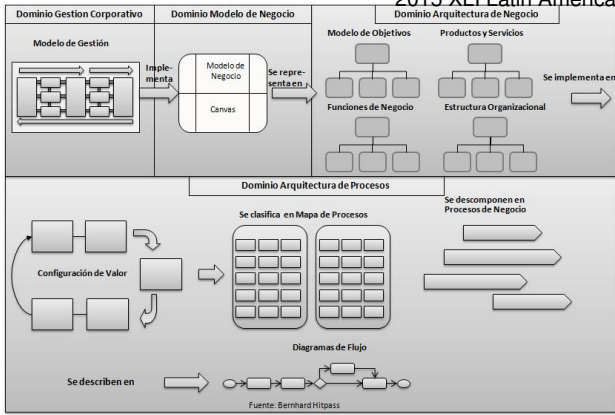 2015 XLI Latin America
Dominio Gestion Corporativo
Dominio Modelo de Negocio
Dominio Arquitectura de Negocio
Modelo de Gestión
Imple-
menta
Modelo de
Negocio
Canvas
Se repre-
senta en
Modelo de Objetivos
Productos y Servicios
Funciones de Negocio
Estructura Organizacional
Se implementa en
Dominio Arquitectura de Procesos
Configuración de Valor
Se clasifica en Mapa de Procesos
Se descomponen en
Procesos de Negocio
Diagramas de Flujo
Se describen en
Fuente: Bernhard Hitpass